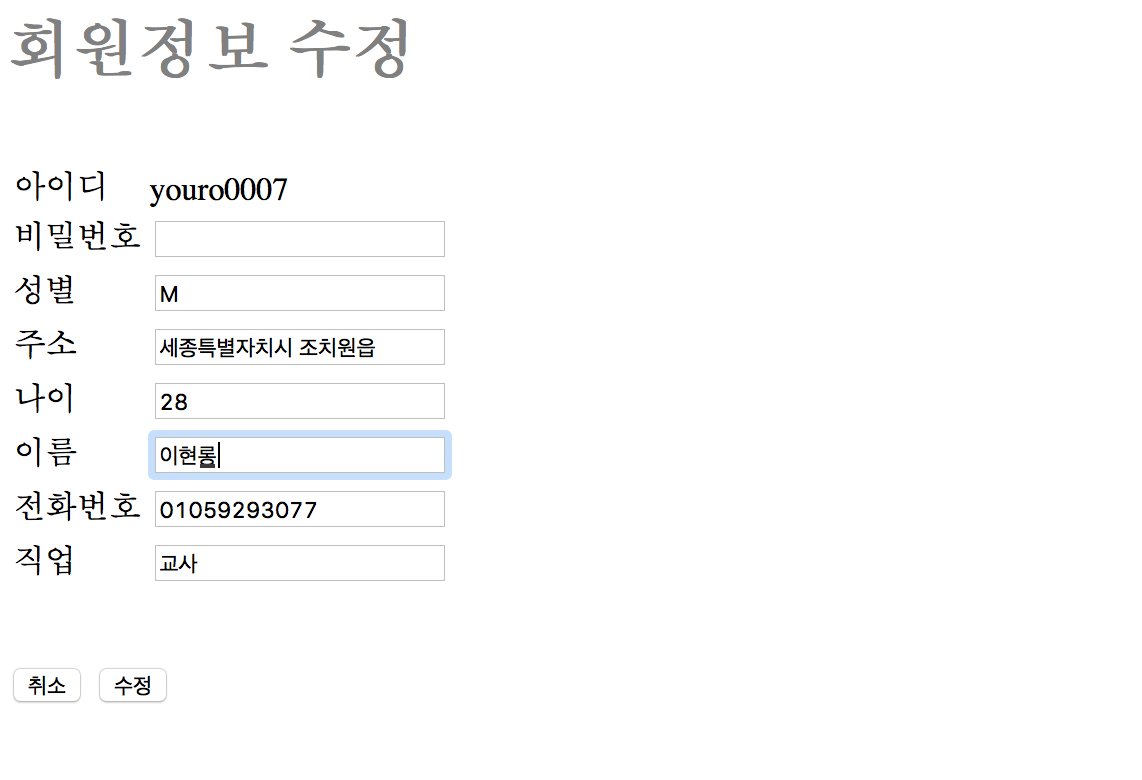 회원정보 수정
아이디 youro0007
비밀번호
성별 M
주소 세종특별자치시 조치원읍
나이 28
이름 이현롱
전화번호 01059293077
직업 교사
취소 수정